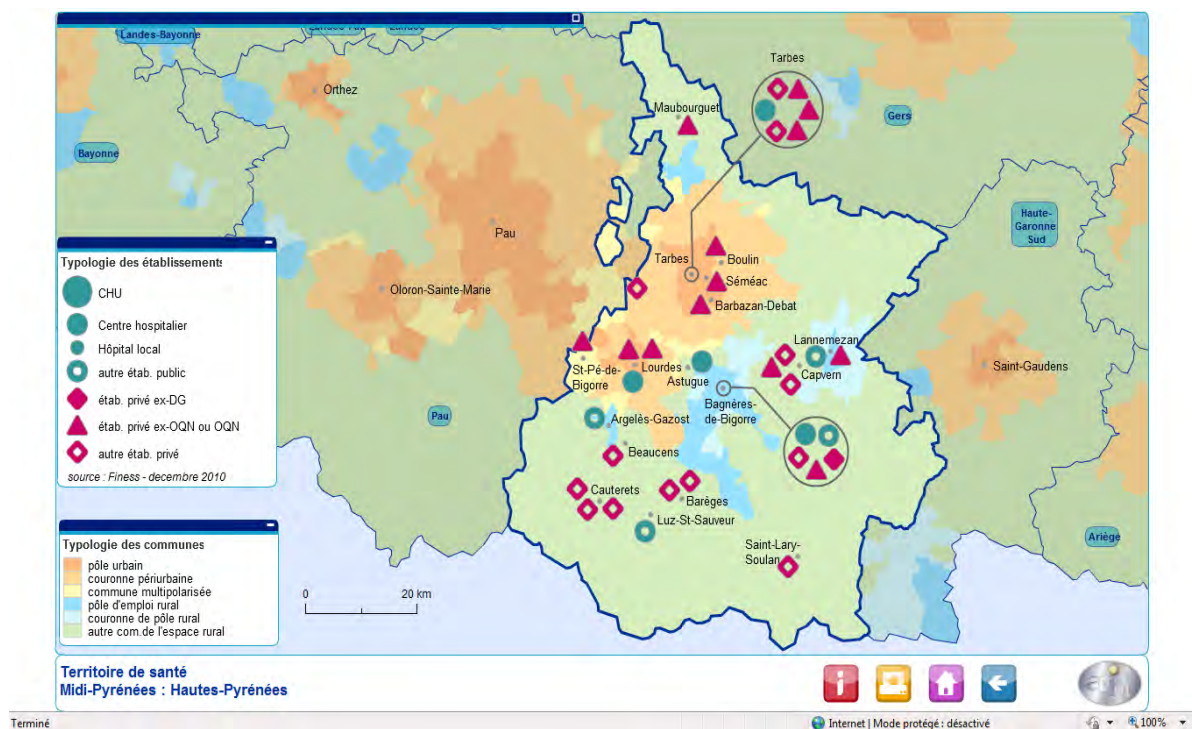 Landes-Bayonne
Orthez
Tarbes
Maubourguet
Gers
Bayonne
Haute-
Garonne
Sud
Pau
Tarbes
Boulin
Séméac
Barbazan-Debat
Oloron-Sainte-Marie
Typologie des établissements
CHU
Centre hospitalier
Hôpital local
autre étab. public
étab. privé ex-DG
étab. privé ex-OQN ou OQN
autre étab. privé
source : Finess - decembre 2010
Lannemezan
Capvern
Saint-Gaudens
St-Pé-de-
Bigorre
Lourdes
Astugue
Bagnères-
de-Bigorre
Pau
Argelès-Gazost
Beaucens
Cauterets
Barèges
Luz-St-Sauveur
Saint-Lary-
Soulan
Ariège
Typologie des communes
pôle urbain
couronne périurbaine
commune multipolarisée
pôle d'emploi rural
couronne de pôle rural
autre com.de l'espace rural
0 20 km
Territoire de santé
Midi-Pyrénées : Hautes-Pyrénées
Terminé
Internet | Mode protégé : désactivé
100%